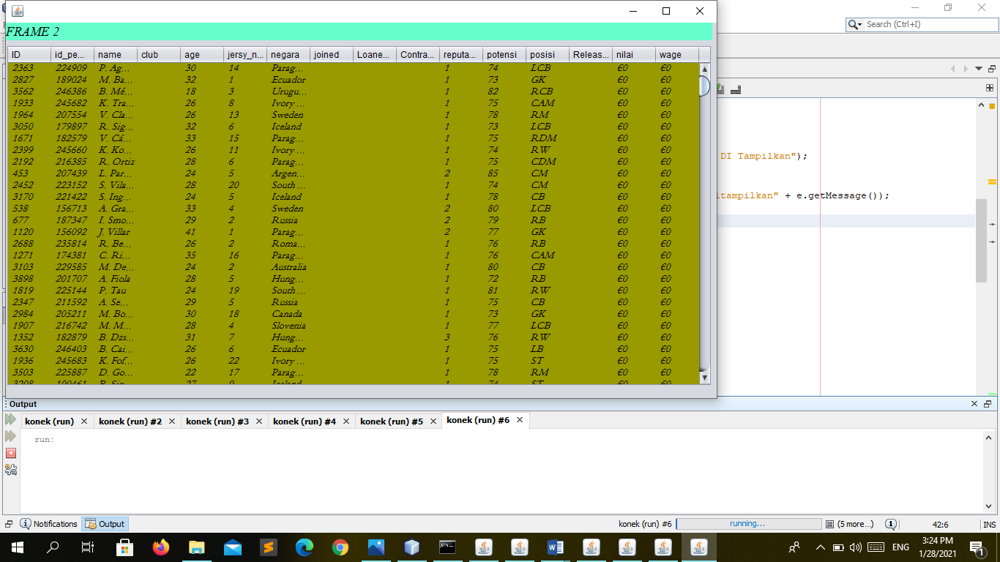 FRAME 2
Search (Ctrl+I)
ID id_pe... name club age jersy_n... negara joined Loane... Contra... reputa... potensi posisi Releas... nilai wage
2363 224909 P. Ag... 30 14 Parag... 1 74 LCB €0 €0
2827 189024 M. Ba... 32 1 Ecuador 1 73 GK €0 €0
3562 246386 B. Mé... 18 3 Urugu... 1 82 RCB €0 €0
1933 245682 K. Tra... 26 8 Ivory ... 1 75 CAM €0 €0
1964 207554 V. Cla... 26 13 Sweden 1 78 RM €0 €0
3050 179897 R. Sig... 32 6 Iceland 1 73 LCB €0 €0
1671 182579 V. Cá... 33 15 Parag... 1 75 RDM €0 €0
2399 245660 K. Ko... 26 11 Ivory ... 1 74 RW €0 €0
2192 216385 R. Ortiz 28 6 Parag... 1 75 CDM €0 €0
453 207439 L. Par... 24 5 Argen... 2 85 CM €0 €0
2452 223152 S. Vila... 28 20 South ... 1 74 CM €0 €0
3170 221422 S. Ing... 24 5 Iceland 1 78 CB €0 €0
538 156713 A. Gra... 33 4 Sweden 2 80 LCB €0 €0
677 187347 I. Smo... 29 2 Russia 2 79 RB €0 €0
1120 156092 J. Villar 41 1 Parag... 2 77 GK €0 €0
2688 235814 R. Be... 26 2 Roma... 1 76 RB €0 €0
1271 174381 C. Ri... 35 16 Parag... 1 76 CAM €0 €0
3103 229585 M. De... 24 2 Australia 1 80 CB €0 €0
3898 201707 A. Fiola 28 5 Hung... 1 72 RB €0 €0
1819 225144 P. Tau 24 19 South ... 1 81 RW €0 €0
2347 211592 A. Se... 29 5 Russia 1 75 CB €0 €0
2984 205211 M. Bo... 30 18 Canada 1 73 GK €0 €0
1907 216742 M. M... 28 4 Slovenia 1 77 LCB €0 €0
1352 182879 B. Dzs... 31 7 Hung... 3 76 RW €0 €0
3630 246403 B. Cai... 26 6 Ecuador 1 75 LB €0 €0
1936 245683 K. Fof... 26 22 Ivory ... 1 75 ST €0 €0
3503 225887 D. Go... 22 17 Parag... 1 78 RM €0 €0
3208 190461 B. Sig... 27 9 Iceland 1 74 ST €0 €0
DI Tampilkan");
itampilkan" + e.getMessage());
Output
konek (run) konek (run) #2 konek (run) #3 konek (run) #4 konek (run) #5 konek (run) #6
run:
Notifications Output konek (run) #6 running... (5 more...) 42:6 INS
ENG 3:24 PM
1/28/2021